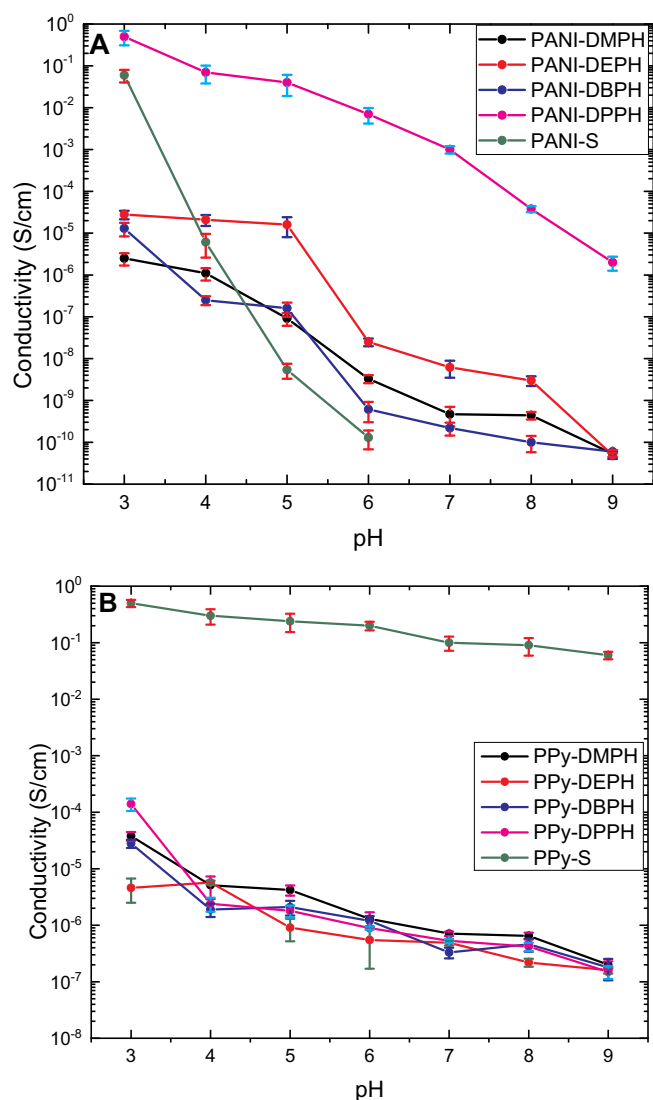 A
PANI-DMPH
PANI-DEPH
PANI-DBPH
PANI-DPPH
PANI-S
Conductivity (S/cm)
10^0
10^-1
10^-2
10^-3
10^-4
10^-5
10^-6
10^-7
10^-8
10^-9
10^-10
10^-11
3 4 5 6 7 8 9
pH
B
PPy-DMPH
PPy-DEPH
PPy-DBPH
PPy-DPPH
PPy-S
Conductivity (S/cm)
10^0
10^-1
10^-2
10^-3
10^-4
10^-5
10^-6
10^-7
10^-8
3 4 5 6 7 8 9
pH